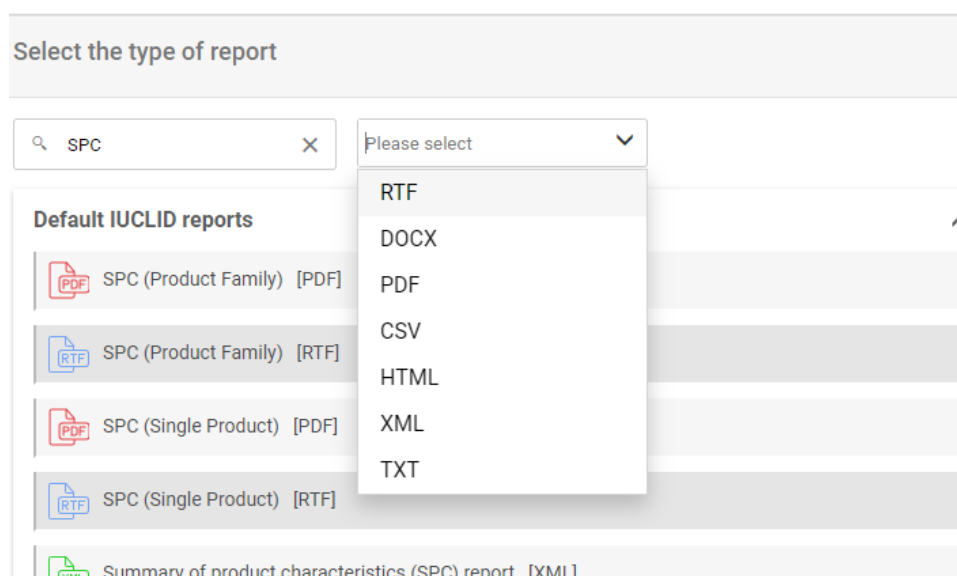 Select the type of report
SPC
Please select
RTF
DOCX
PDF
CSV
HTML
XML
TXT
Default IUCLID reports
PDF SPC (Product Family) [PDF]
RTF SPC (Product Family) [RTF]
PDF SPC (Single Product) [PDF]
RTF SPC (Single Product) [RTF]
XML Summary of product characteristics (SPC) report [XML]